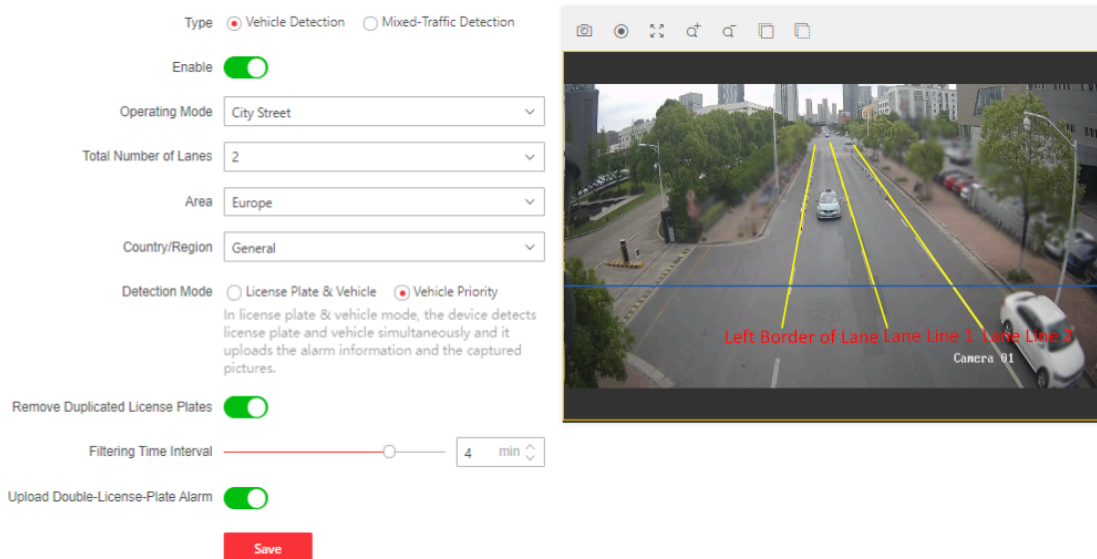 Type Vehicle Detection Mixed-Traffic Detection
Enable
Operating Mode City Street
Total Number of Lanes 2
Area Europe
Country/Region General
Detection Mode License Plate & Vehicle Vehicle Priority
In license plate & vehicle mode, the device detects
license plate and vehicle simultaneously and it
uploads the alarm information and the captured
pictures.
Remove Duplicated License Plates
Filtering Time Interval 4 min
Upload Double-License-Plate Alarm
Save
Left Border of Lane Lane Line 1 Lane Line 2
Camera 01